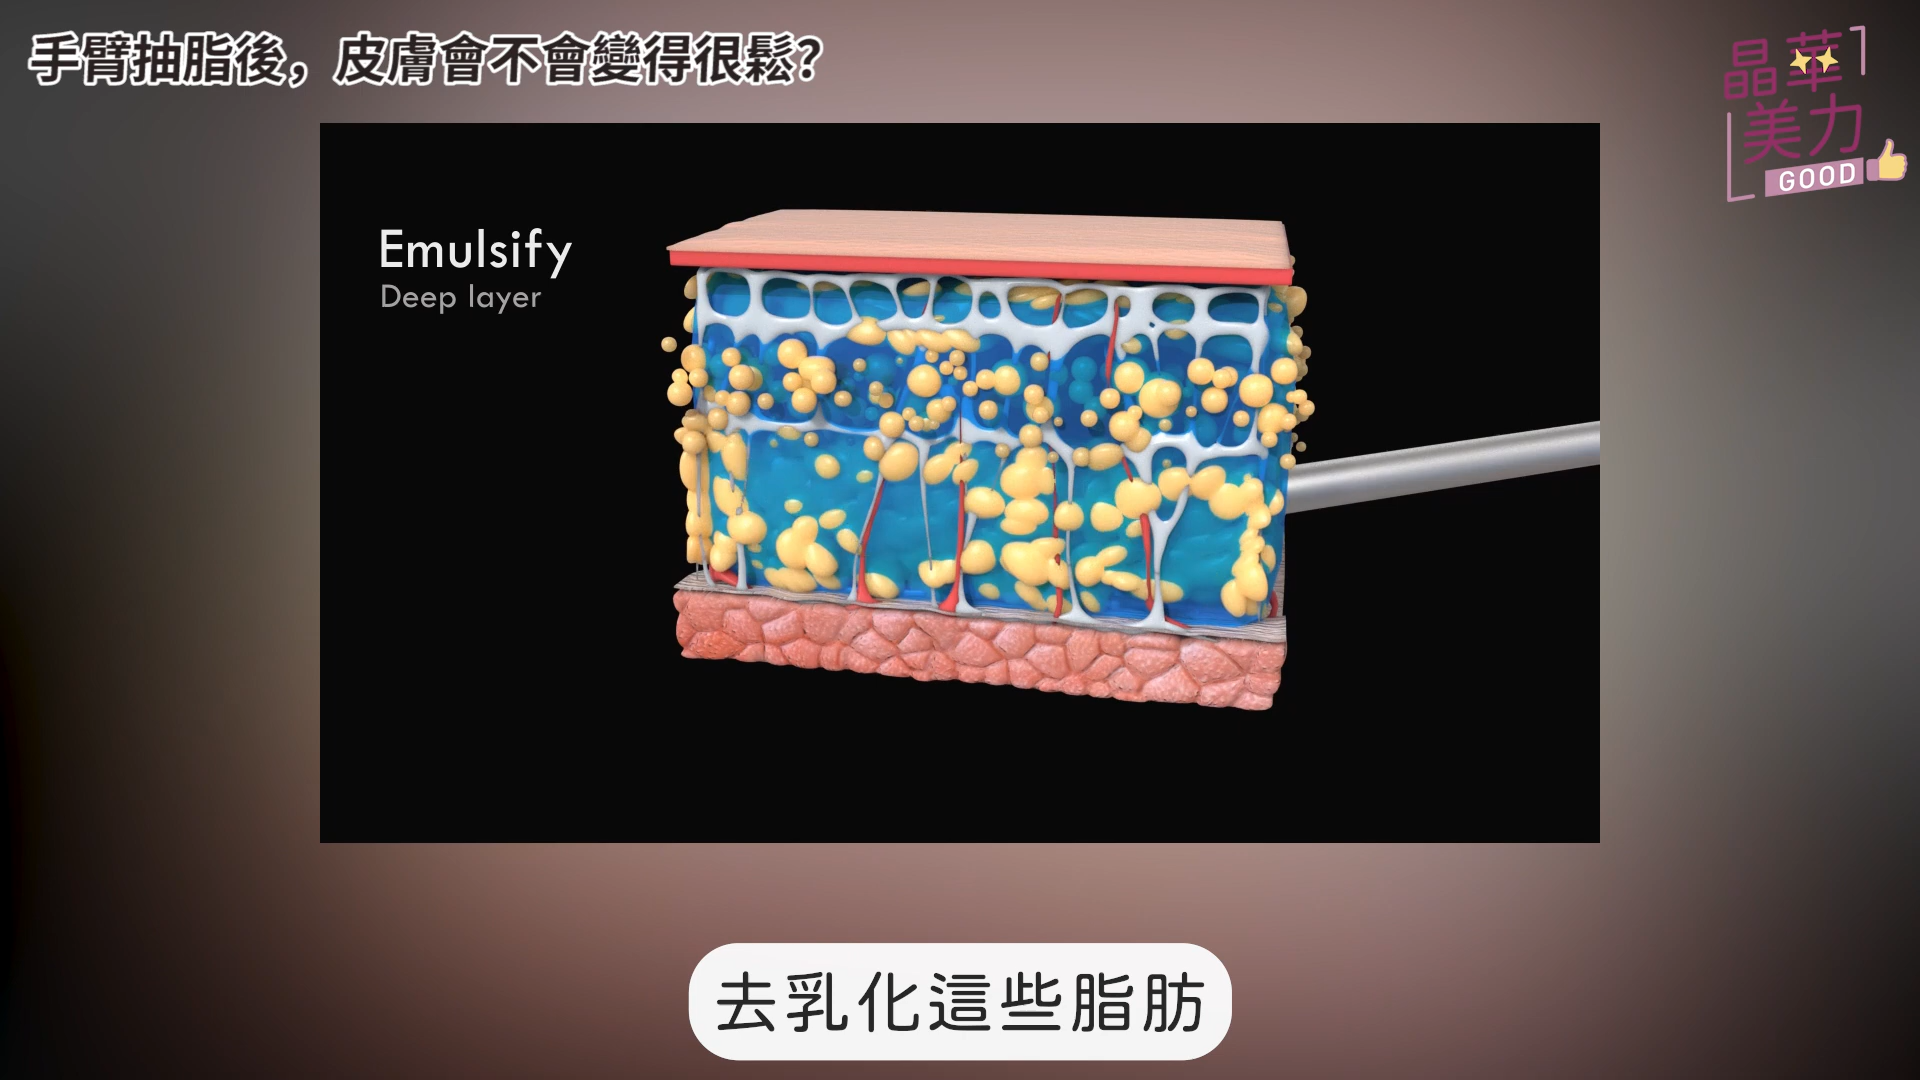 手臂抽脂後，皮膚會不會變得很鬆?
晶華
美力
GOOD
Emulsify
Deep layer
去乳化這些脂肪